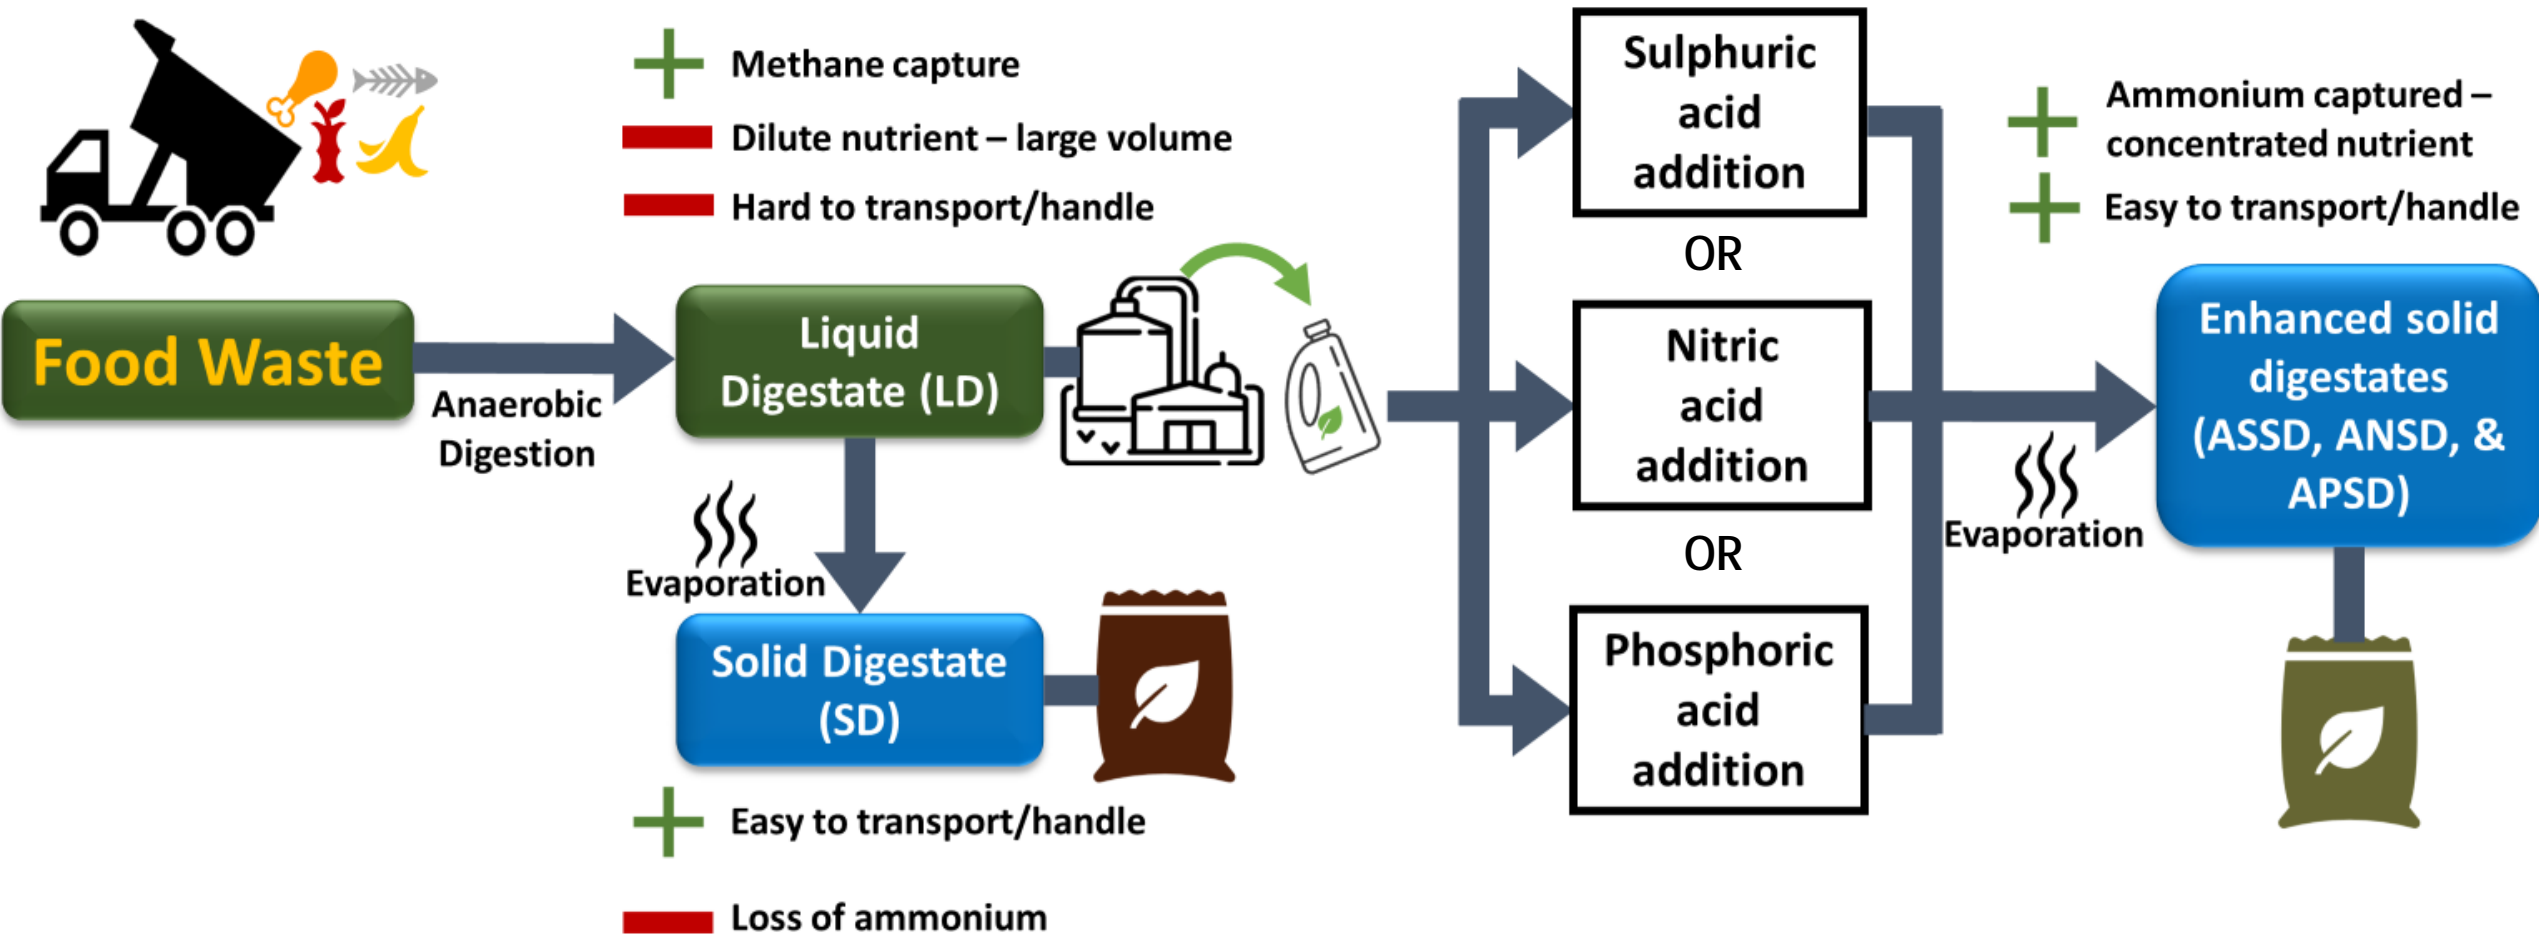 Methane capture
Dilute nutrient – large volume
Hard to transport/handle
Food Waste
Anaerobic
Digestion
Liquid
Digestate (LD)
Evaporation
Solid Digestate
(SD)
Easy to transport/handle
Loss of ammonium
Sulphuric
acid
addition
OR
Nitric
acid
addition
OR
Phosphoric
acid
addition
Ammonium captured –
concentrated nutrient
Easy to transport/handle
Evaporation
Enhanced solid
digestates
(ASSD, ANSD, &
APSD)